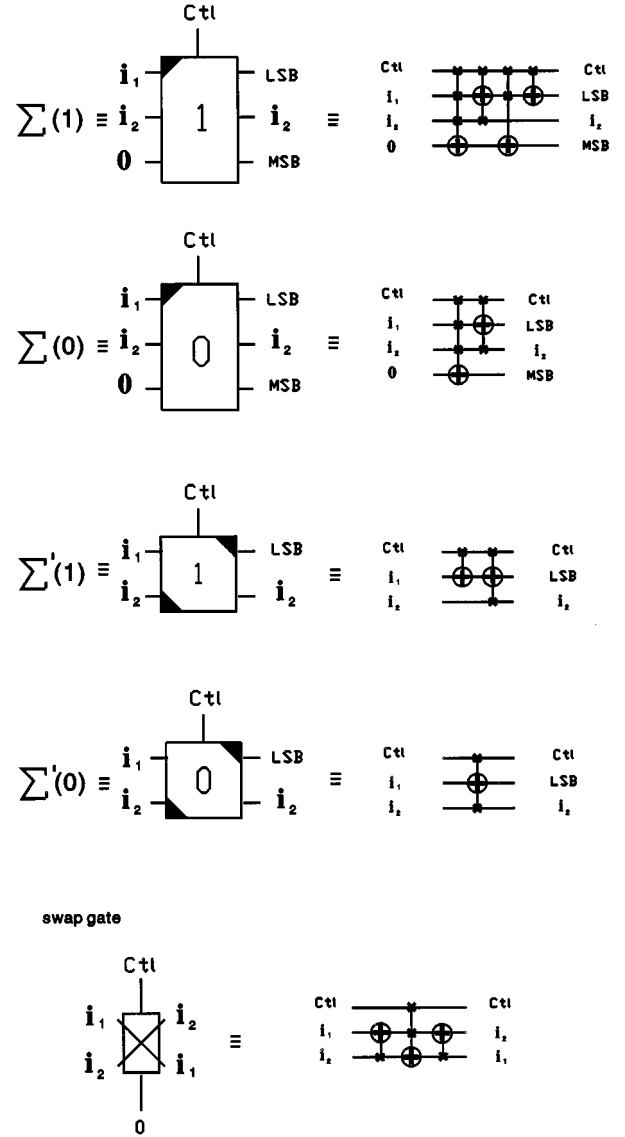 Ctl
i₁ LSB Ctl Ctl
∑(1) ≡ i₂ 1 i₂ ≡ i₁ LSB
i₂ i₂
0 MSB 0 MSB
Ctl
i₁ LSB Ctl Ctl
∑(0) ≡ i₂ 0 i₂ ≡ i₁ LSB
i₂ i₂
0 MSB 0 MSB
Ctl
i₁ LSB Ctl Ctl
∑'(1) ≡ 1 ≡ i₁ LSB
i₂ i₂ i₂ i₂
Ctl
i₁ LSB Ctl Ctl
∑'(0) ≡ 0 ≡ i₁ LSB
i₂ i₂ i₂ i₂
swap gate
Ctl
Ctl Ctl
i₁ i₂ ≡ i₁ i₂
i₂ i₁ i₂ i₁
0